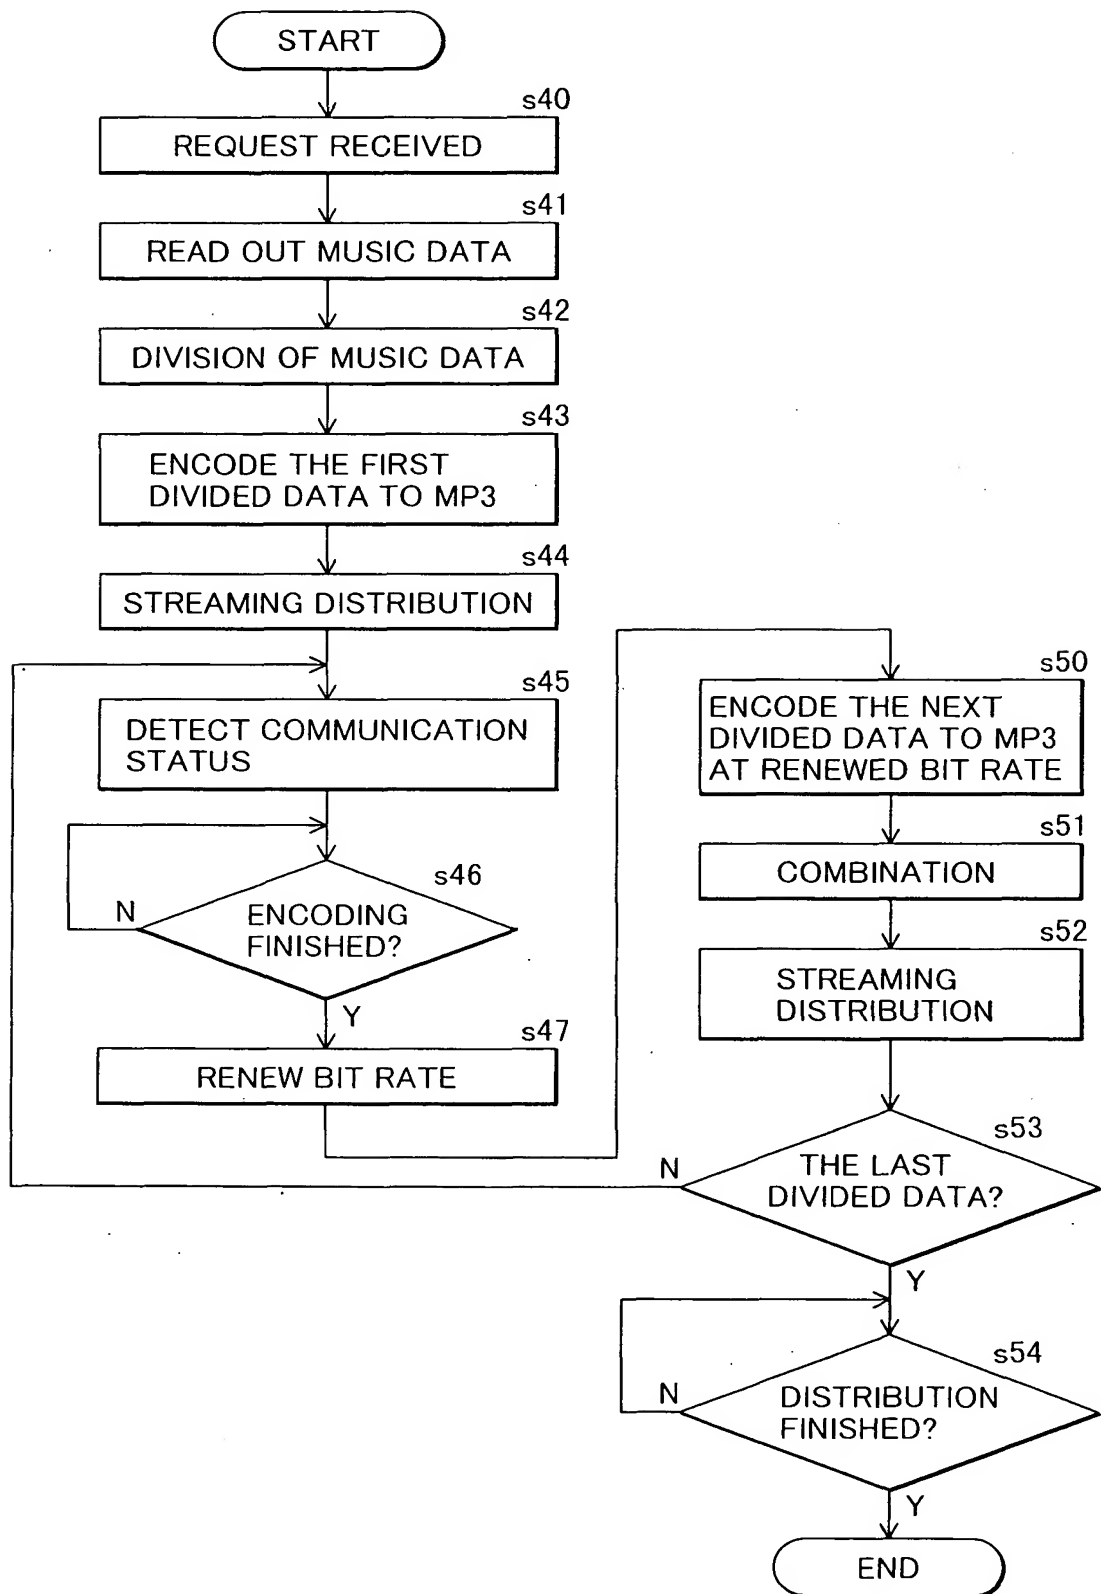 START
s40
REQUEST RECEIVED
s41
READ OUT MUSIC DATA
s42
DIVISION OF MUSIC DATA
s43
ENCODE THE FIRST
DIVIDED DATA TO MP3
s44
STREAMING DISTRIBUTION
s45
DETECT COMMUNICATION
STATUS
s46
N
ENCODING
FINISHED?
Y
s47
RENEW BIT RATE
s50
ENCODE THE NEXT
DIVIDED DATA TO MP3
AT RENEWED BIT RATE
s51
COMBINATION
s52
STREAMING
DISTRIBUTION
s53
N
THE LAST
DIVIDED DATA?
Y
s54
N
DISTRIBUTION
FINISHED?
Y
END